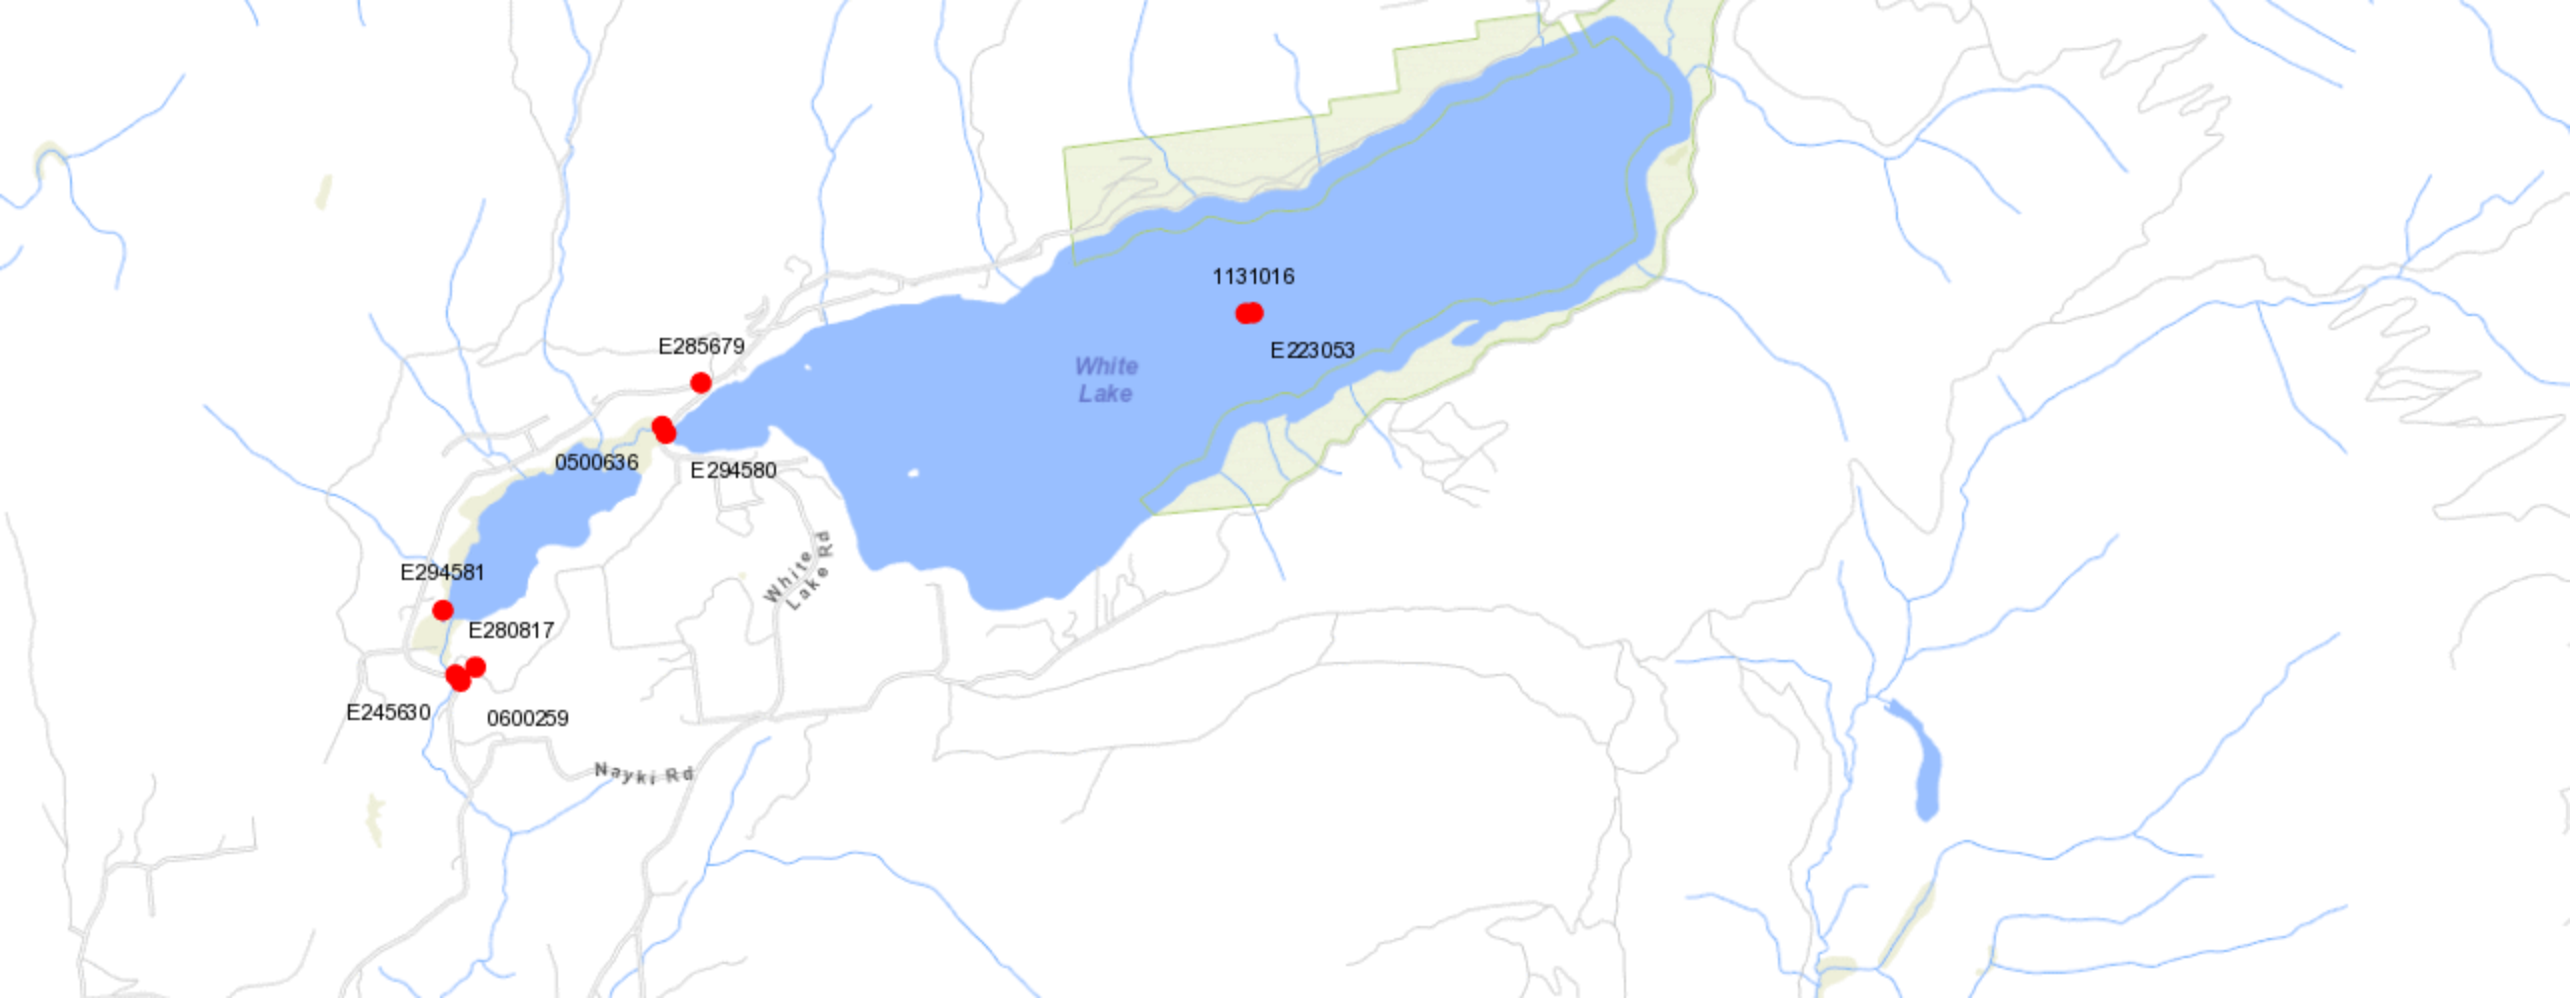 1131016
E285679
E223053
White
Lake
0500636
E294580
White
Lake Rd
E294581
E280817
E245630
0600259
Nayki Rd